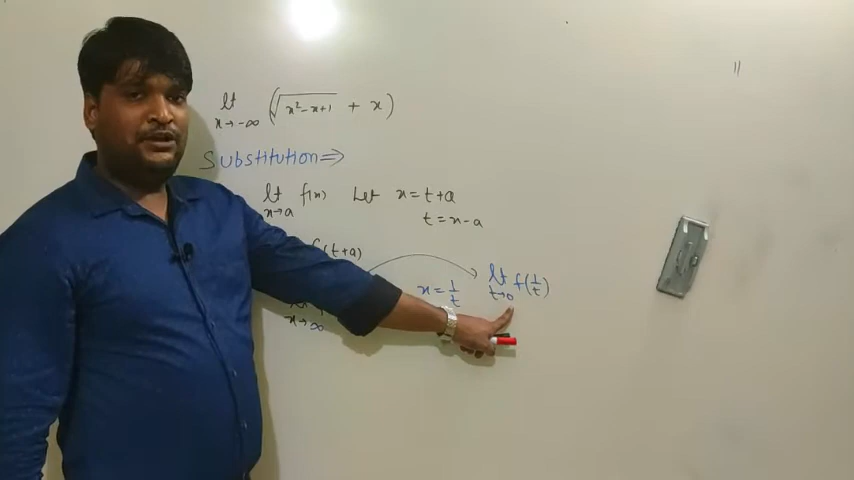 lt (√x²-x+1 + x)
x→-∞
Substitution⇒
lt f(x) Let x = t+a
x→a t = x-a
f(t+a)
x = 1/t lt f(1/t)
x→∞ t→0